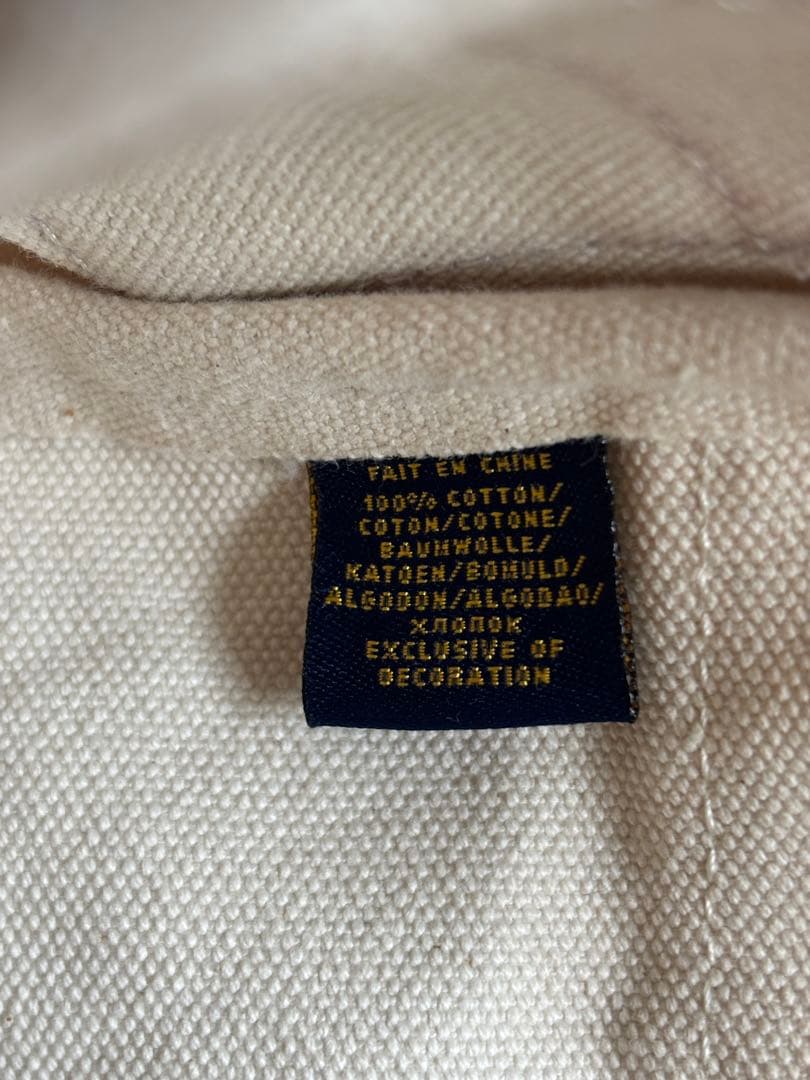 FAIT EN CHINE
100% COTTON/
COTON/COTONE/
BAUMWOLLE/
KATOEN/BOMULD/
ALGODON/ALGODAO/
ХЛОПОК
EXCLUSIVE OF
DECORATION